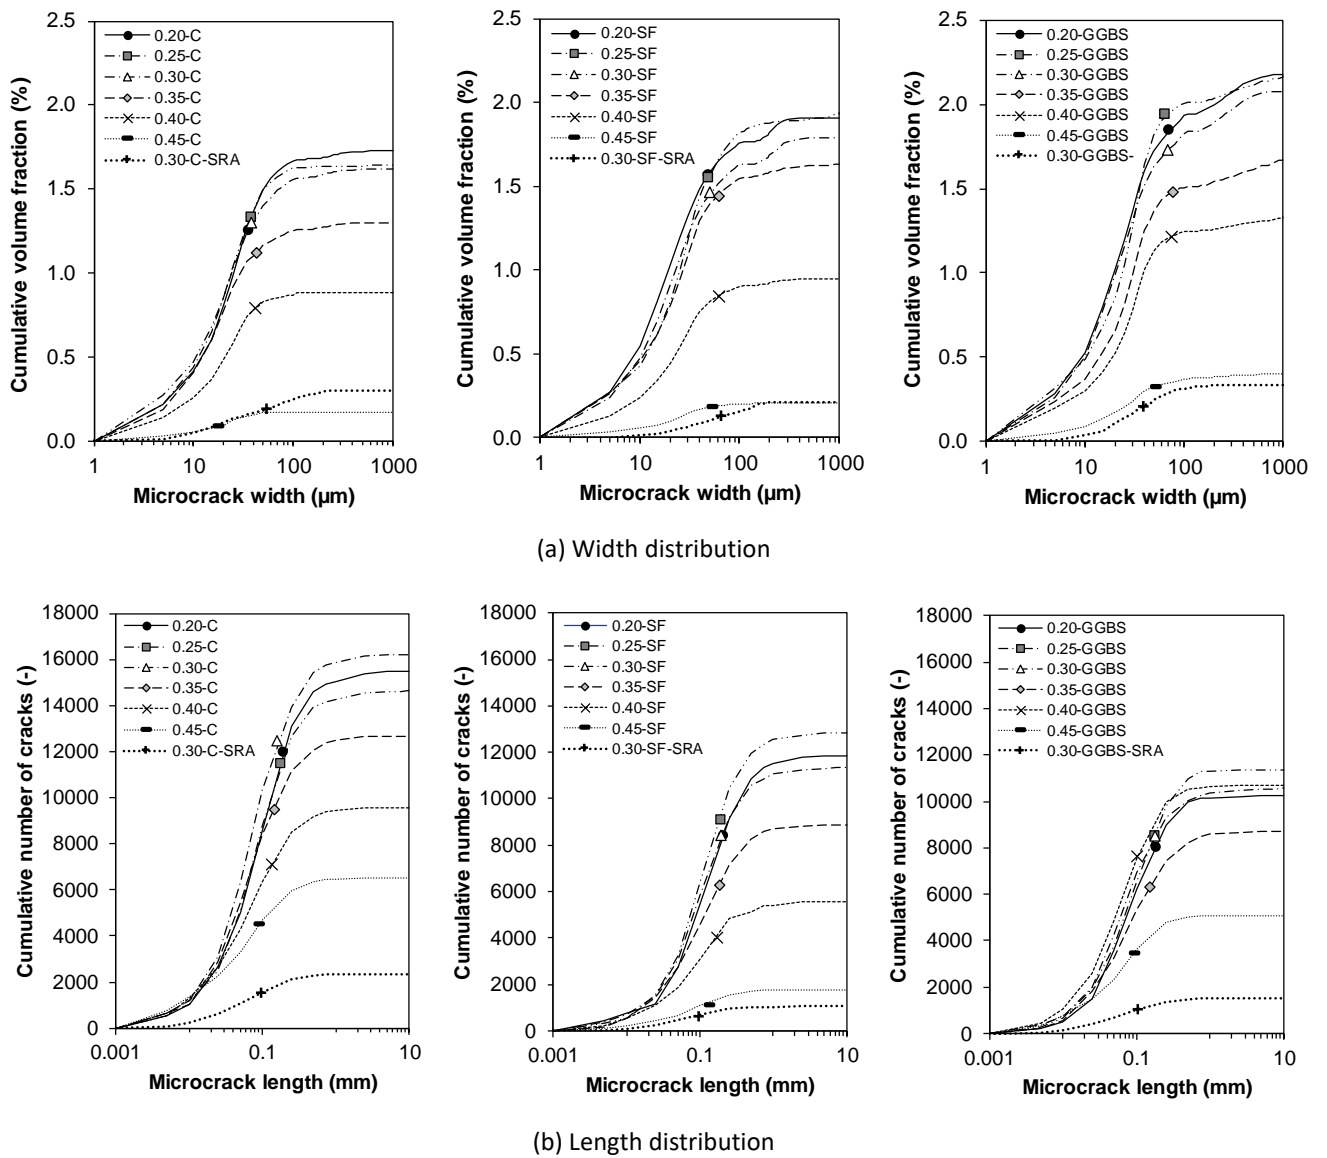 2.5
2.0
1.5
1.0
0.5
0.0
Cumulative volume fraction (%)
0.20-C
0.25-C
0.30-C
0.35-C
0.40-C
0.45-C
0.30-C-SRA
1 10 100 1000
Microcrack width (µm)
2.5
2.0
1.5
1.0
0.5
0.0
Cumulative volume fraction (%)
0.20-SF
0.25-SF
0.30-SF
0.35-SF
0.40-SF
0.45-SF
0.30-SF-SRA
1 10 100 1000
Microcrack width (µm)
2.5
2.0
1.5
1.0
0.5
0.0
Cumulative volume fraction (%)
0.20-GGBS
0.25-GGBS
0.30-GGBS
0.35-GGBS
0.40-GGBS
0.45-GGBS
0.30-GGBS-
1 10 100 1000
Microcrack width (µm)
(a) Width distribution
18000
16000
14000
12000
10000
8000
6000
4000
2000
0
Cumulative number of cracks (-)
0.20-C
0.25-C
0.30-C
0.35-C
0.40-C
0.45-C
0.30-C-SRA
0.001 0.1 10
Microcrack length (mm)
18000
16000
14000
12000
10000
8000
6000
4000
2000
0
Cumulative number of cracks (-)
0.20-SF
0.25-SF
0.30-SF
0.35-SF
0.40-SF
0.45-SF
0.30-SF-SRA
0.001 0.1 10
Microcrack length (mm)
18000
16000
14000
12000
10000
8000
6000
4000
2000
0
Cumulative number of cracks (-)
0.20-GGBS
0.25-GGBS
0.30-GGBS
0.35-GGBS
0.40-GGBS
0.45-GGBS
0.30-GGBS-SRA
0.001 0.1 10
Microcrack length (mm)
(b) Length distribution